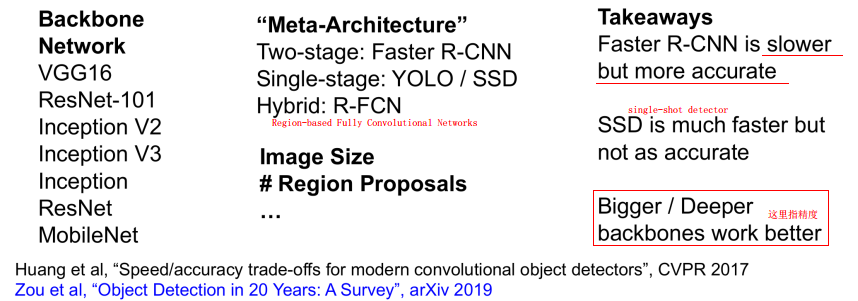 Backbone
Network
VGG16
ResNet-101
Inception V2
Inception V3
Inception
ResNet
MobileNet
“Meta-Architecture”
Two-stage: Faster R-CNN
Single-stage: YOLO / SSD
Hybrid: R-FCN
Region-based Fully Convolutional Networks
Image Size
# Region Proposals
…
Takeaways
Faster R-CNN is slower
but more accurate
single-shot detector
SSD is much faster but
not as accurate
Bigger / Deeper
这里指精度
backbones work better
Huang et al, “Speed/accuracy trade-offs for modern convolutional object detectors”, CVPR 2017
Zou et al, “Object Detection in 20 Years: A Survey”, arXiv 2019